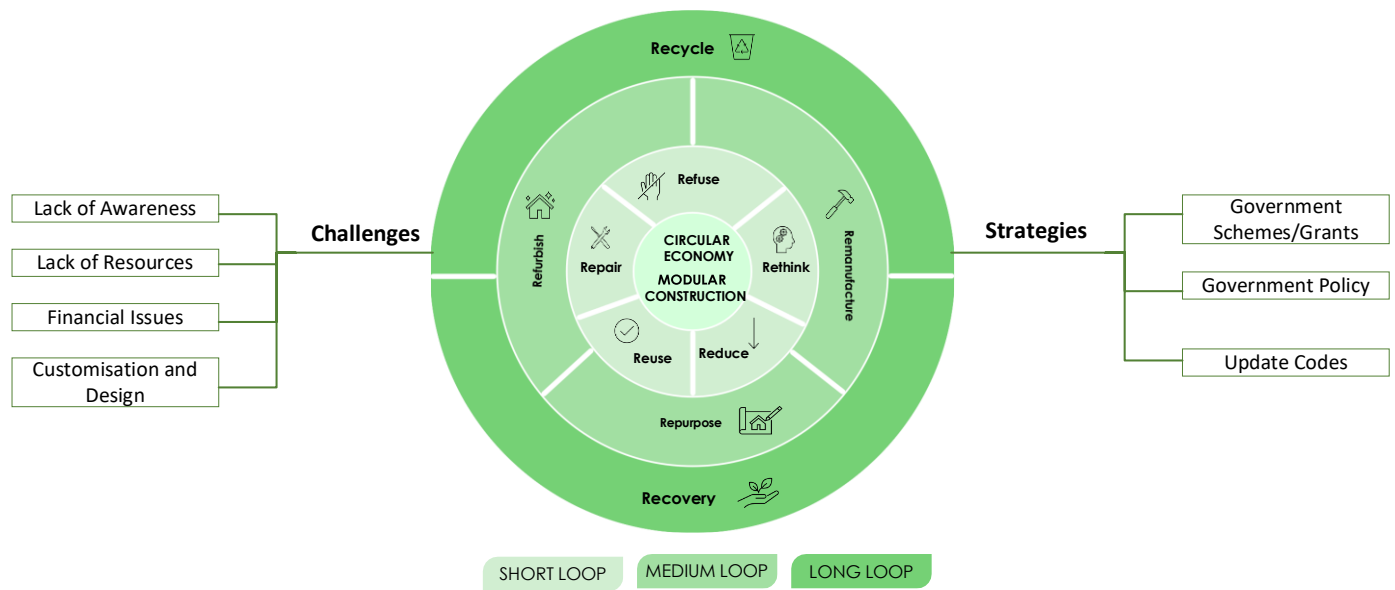 Recycle
Refuse
Rethink
Reduce
Reuse
Repair
CIRCULAR
ECONOMY
MODULAR
CONSTRUCTION
Refurbish
Remanufacture
Repurpose
Recovery
Challenges
Lack of Awareness
Lack of Resources
Financial Issues
Customisation and
Design
Strategies
Government
Schemes/Grants
Government Policy
Update Codes
SHORT LOOP
MEDIUM LOOP
LONG LOOP